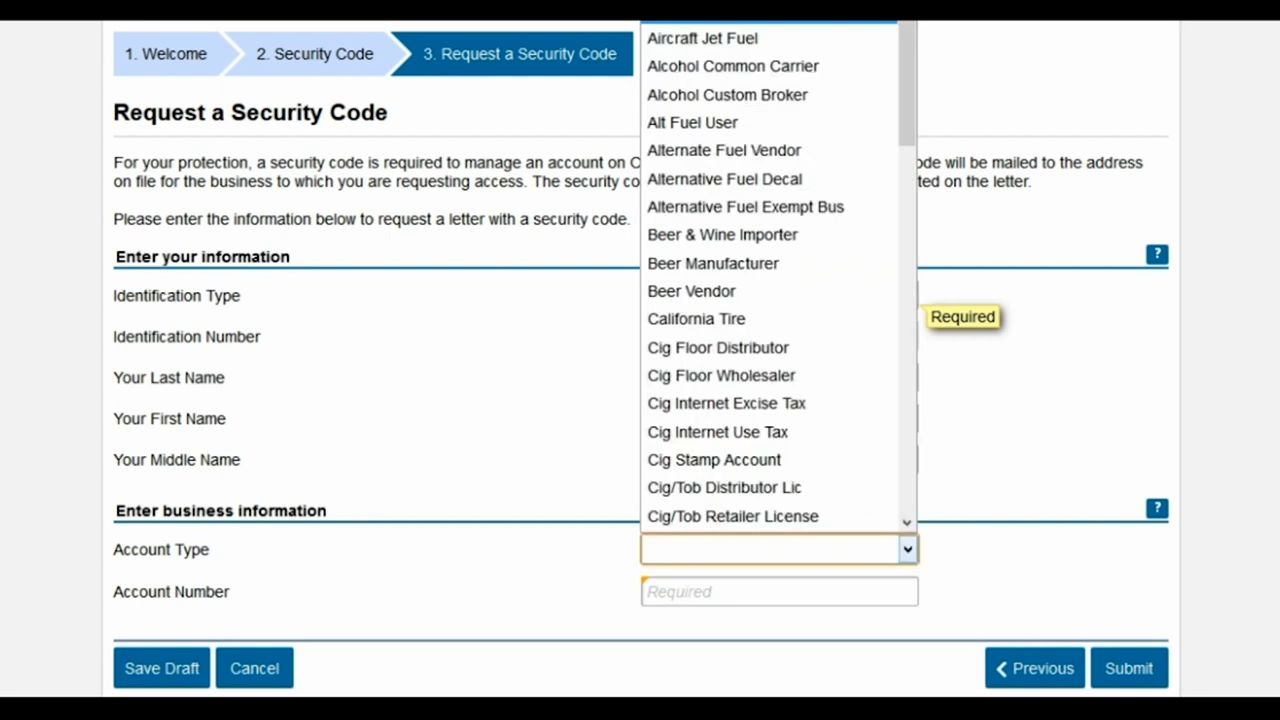 1. Welcome
2. Security Code
3. Request a Security Code
Request a Security Code
For your protection, a security code is required to manage an account on
ode will be mailed to the address
on file for the business to which you are requesting access. The security co
ted on the letter.
Please enter the information below to request a letter with a security code.
Enter your information
?
Identification Type
Required
Identification Number
Your Last Name
Your First Name
Your Middle Name
Enter business information
?
Account Type
Aircraft Jet Fuel
Alcohol Common Carrier
Alcohol Custom Broker
Alt Fuel User
Alternate Fuel Vendor
Alternative Fuel Decal
Alternative Fuel Exempt Bus
Beer & Wine Importer
Beer Manufacturer
Beer Vendor
California Tire
Cig Floor Distributor
Cig Floor Wholesaler
Cig Internet Excise Tax
Cig Internet Use Tax
Cig Stamp Account
Cig/Tob Distributor Lic
Cig/Tob Retailer License
Account Number
Required
Save Draft
Cancel
Previous
Submit